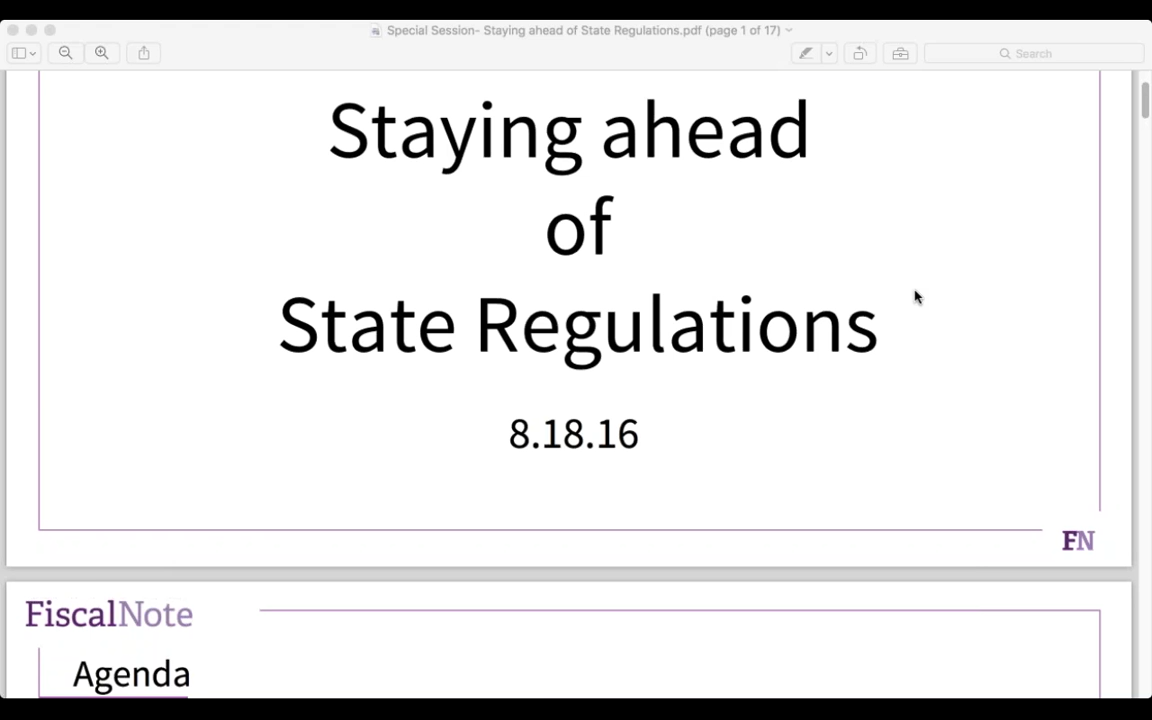 Special Session- Staying ahead of State Regulations.pdf (page 1 of 17)
Search
Staying ahead
of
State Regulations
8.18.16
FN
FiscalNote
Agenda